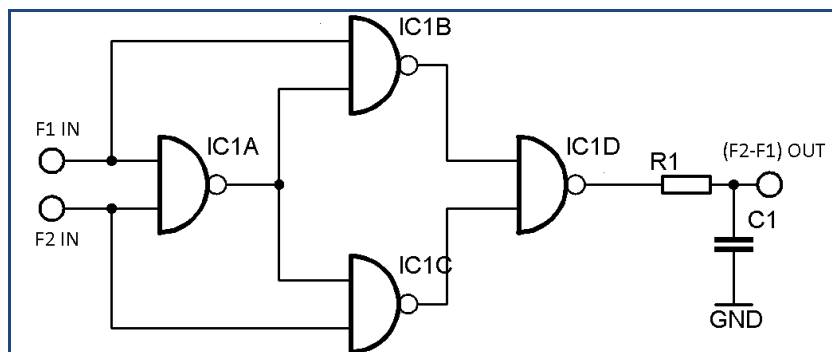 IC1B
F1 IN
IC1A
IC1D
(F2-F1) OUT
R1
F2 IN
C1
IC1C
GND